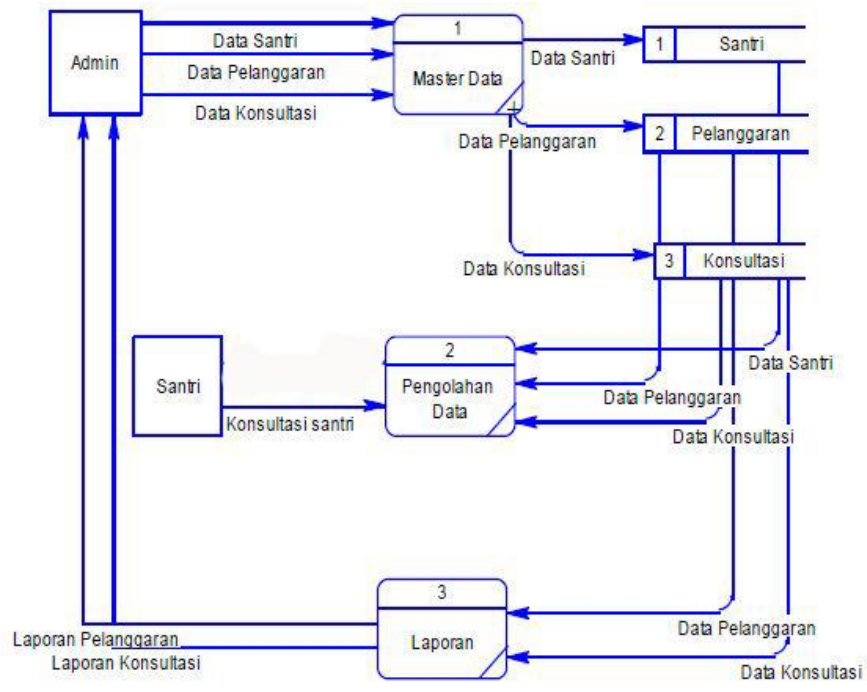 1
1
Santri
Admin
Data Santri
Master Data
Data Santri
Data Pelanggaran
Data Konsultasi
2
Pelanggaran
Data Pelanggaran
3
Konsultasi
Data Konsultasi
2
Santri
Pengolahan
Data
Data Santri
Data Pelanggaran
Konsultasi santri
Data Konsultasi
3
Laporan
Laporan Pelanggaran
Laporan Konsultasi
Data Pelanggaran
Data Konsultasi